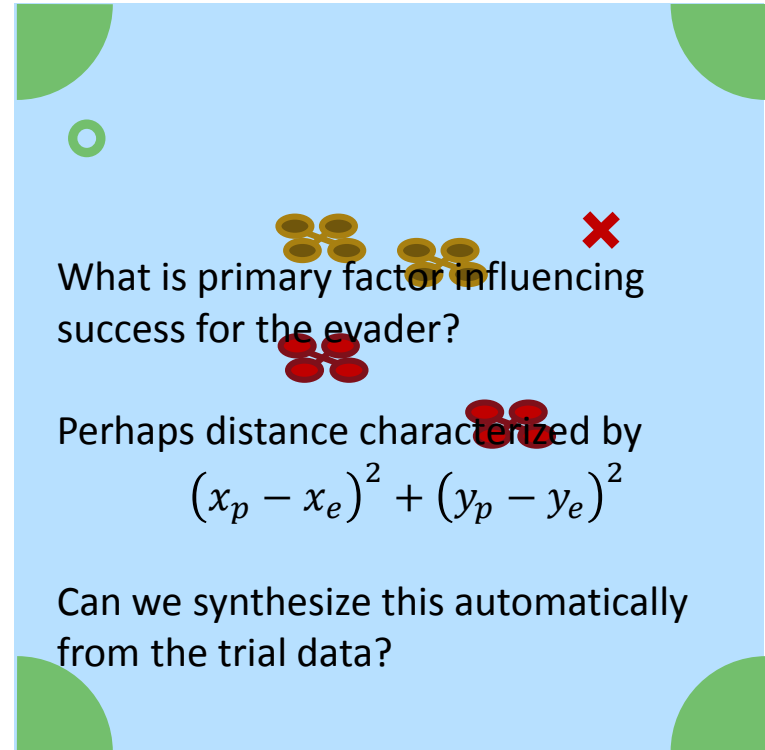 What is primary factor influencing
success for the evader?
Perhaps distance characterized by
(x_p − x_e)^2 + (y_p − y_e)^2
Can we synthesize this automatically
from the trial data?